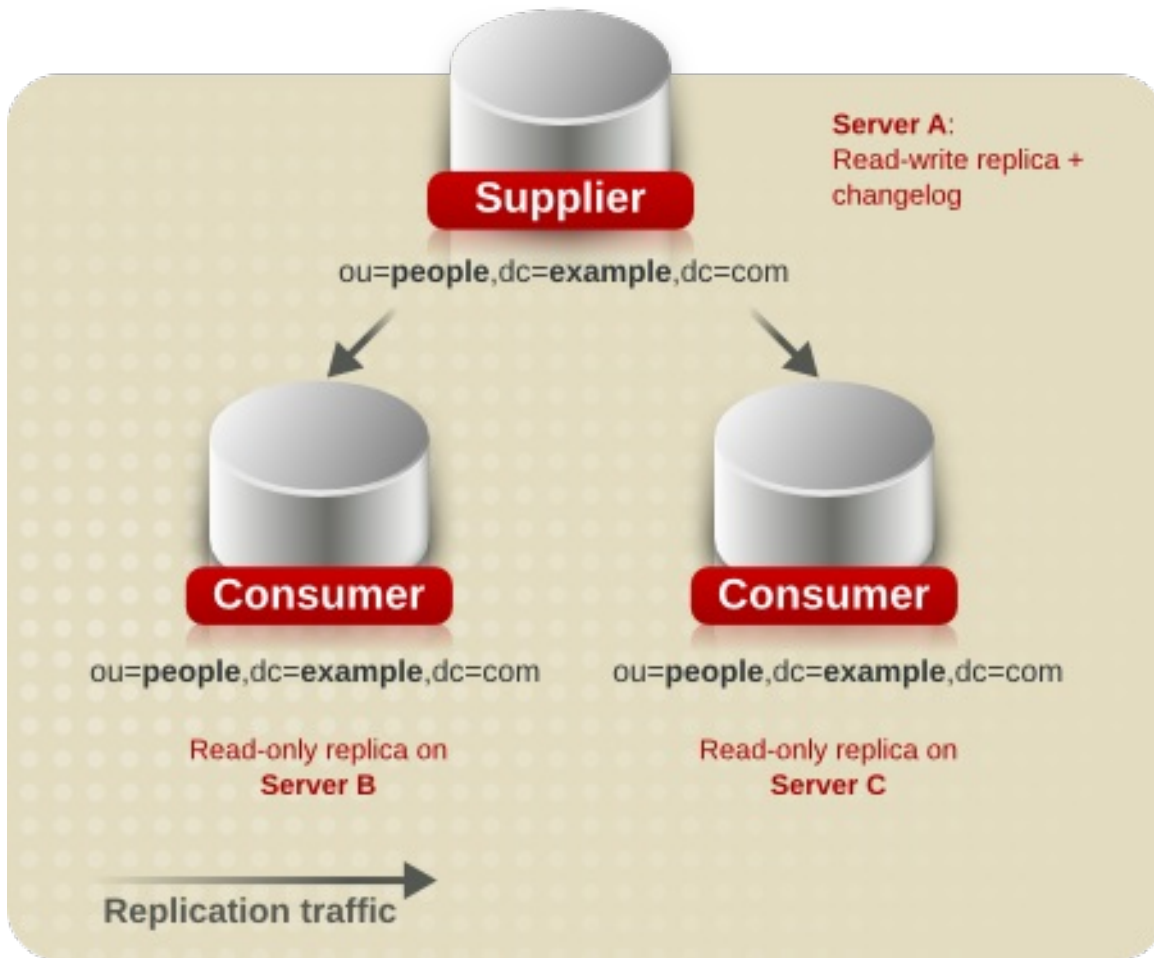 Supplier
Server A:
Read-write replica +
changelog
ou=people,dc=example,dc=com
Consumer
Consumer
ou=people,dc=example,dc=com
ou=people,dc=example,dc=com
Read-only replica on
Server B
Read-only replica on
Server C
Replication traffic